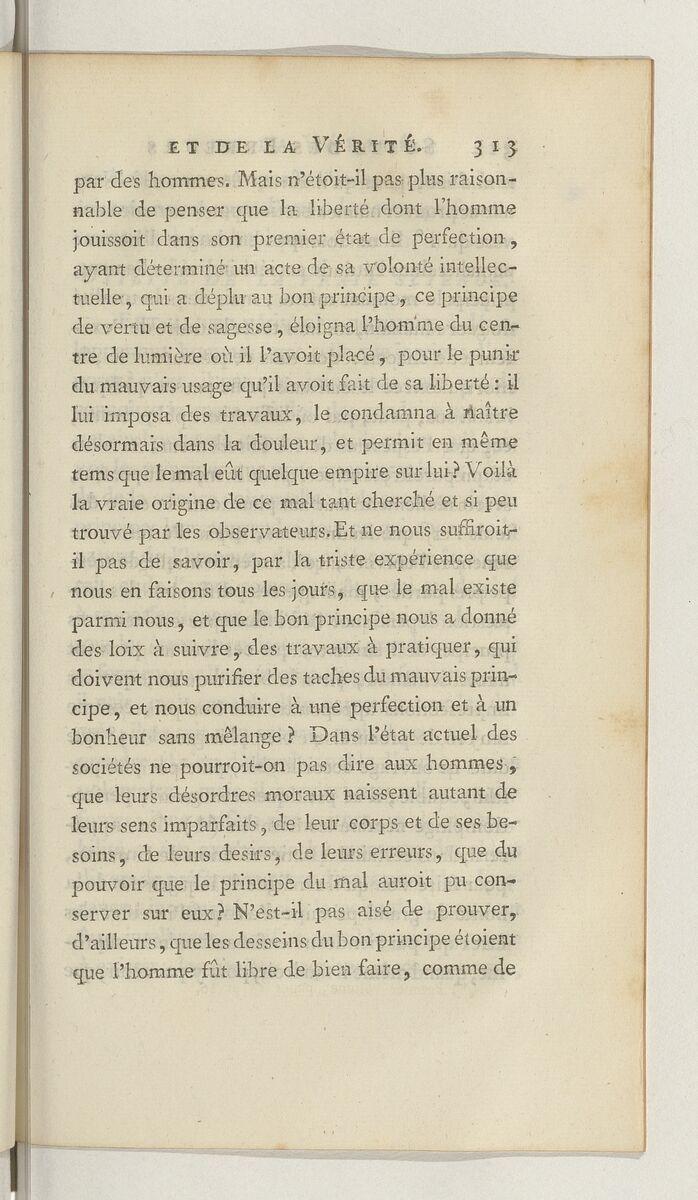 ET DE LA VÉRITÉ. 313
par des hommes. Mais n'étoit-il pas plus raison-
nable de penser que la liberté dont l'homme
jouissoit dans son premier état de perfection,
ayant déterminé un acte de sa volonté intellec-
tuelle, qui a déplu au bon principe, ce principe
de vertu et de sagesse, éloigna l'homme du cen-
tre de lumière où il l'avoit placé, pour le punir
du mauvais usage qu'il avoit fait de sa liberté : il
lui imposa des travaux, le condamna à naître
désormais dans la douleur, et permit en même
tems que le mal eût quelque empire sur lui? Voilà
la vraie origine de ce mal tant cherché et si peu
trouvé par les observateurs. Et ne nous suffiroit-
il pas de savoir, par la triste expérience que
nous en faisons tous les jours, que le mal existe
parmi nous, et que le bon principe nous a donné
des loix à suivre, des travaux à pratiquer, qui
doivent nous purifier des taches du mauvais prin-
cipe, et nous conduire à une perfection et à un
bonheur sans mêlange? Dans l'état actuel des
sociétés ne pourroit-on pas dire aux hommes,
que leurs désordres moraux naissent autant de
leurs sens imparfaits, de leur corps et de ses be-
soins, de leurs desirs, de leurs erreurs, que du
pouvoir que le principe du mal auroit pu con-
server sur eux? N'est-il pas aisé de prouver,
d'ailleurs, que les desseins du bon principe étoient
que l'homme fût libre de bien faire, comme de